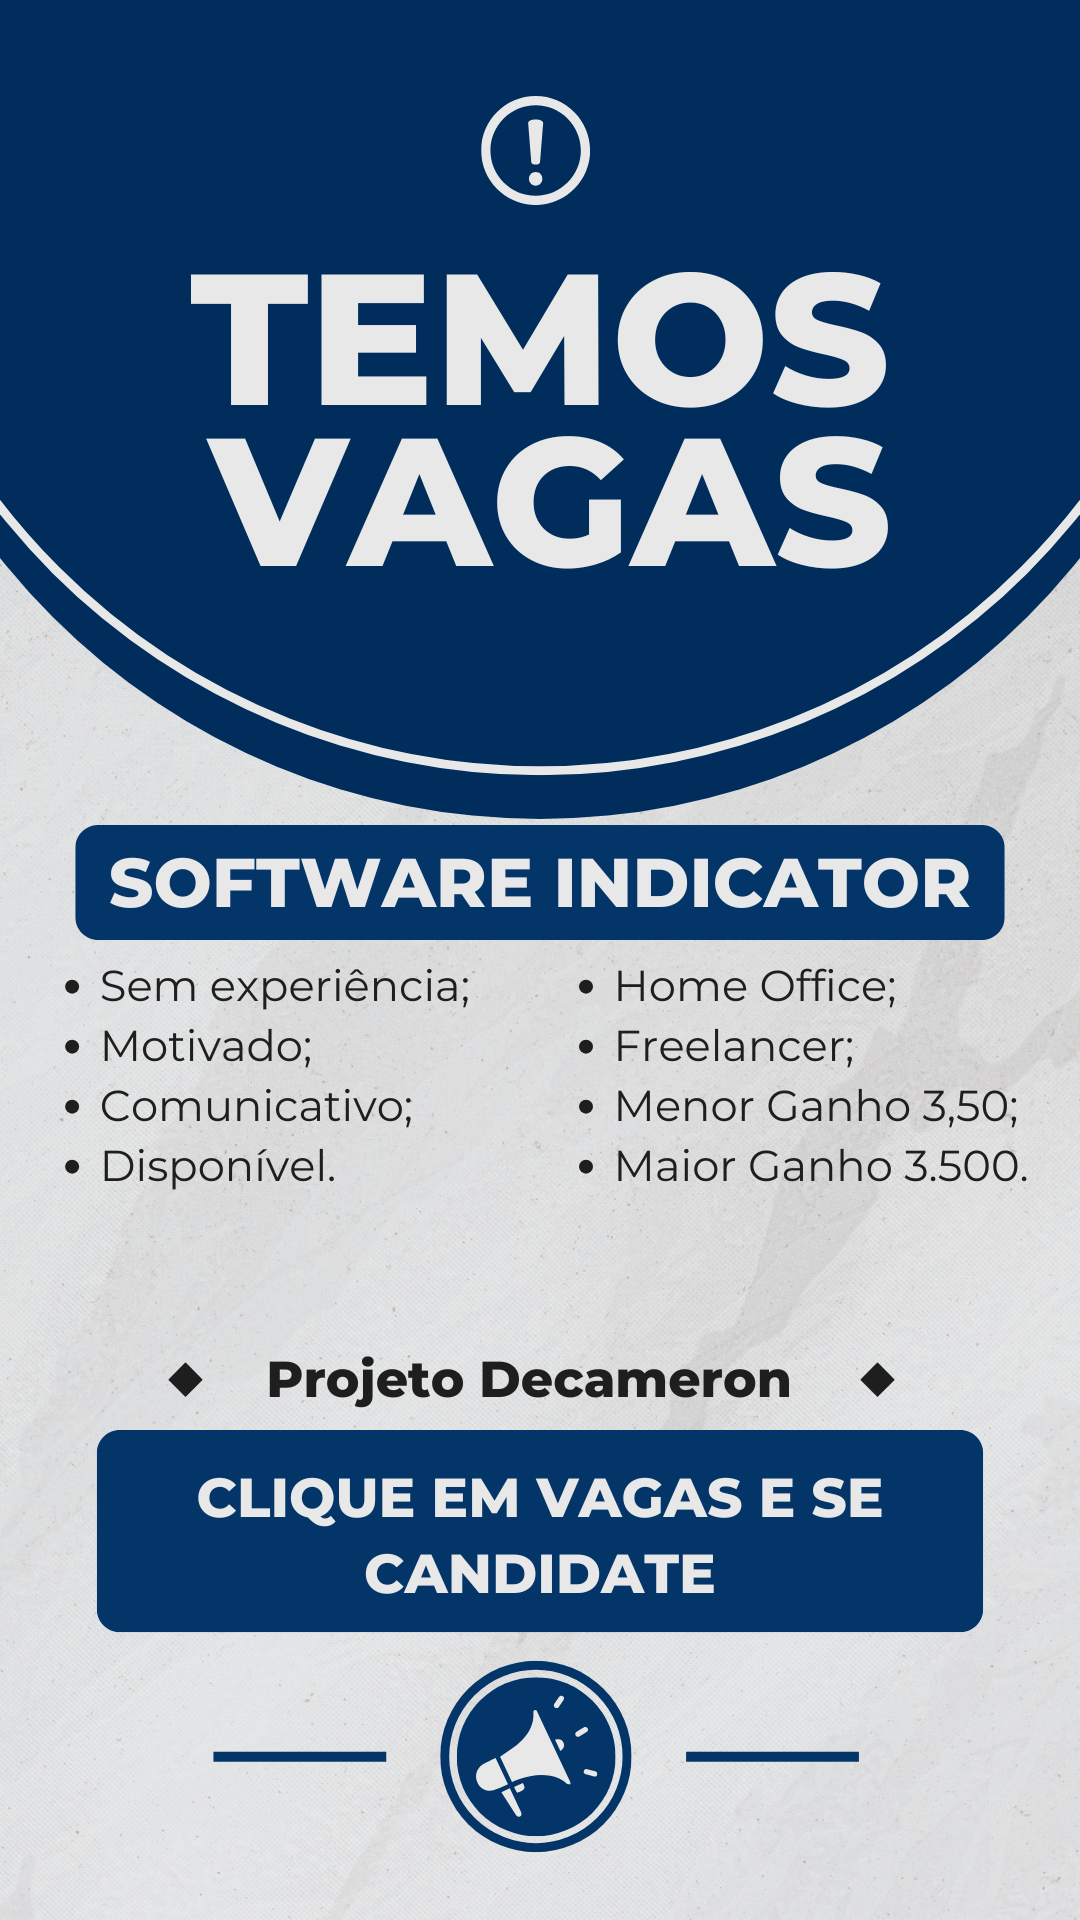 TEMOS
VAGAS
SOFTWARE INDICATOR
• Sem experiência;
• Motivado;
• Comunicativo;
• Disponível.
• Home Office;
• Freelancer;
• Menor Ganho 3,50;
• Maior Ganho 3.500.
Projeto Decameron
CLIQUE EM VAGAS E SE
CANDIDATE